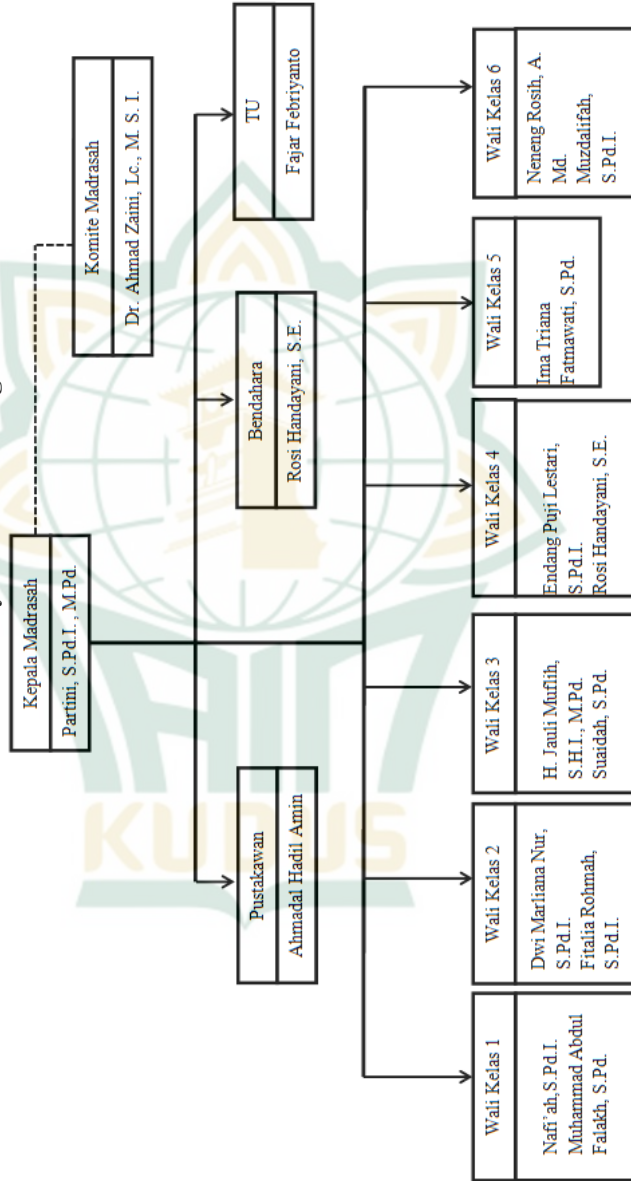 Kepala Madrasah
Partini, S.Pd.I., M.Pd.
Komite Madrasah
Dr. Ahmad Zaini, Lc., M. S. I.
Pustakawan
Ahmadal Hadil Amin
Bendahara
Rosi Handayani, S.E.
TU
Fajar Febriyanto
Wali Kelas 1
Nafi'ah, S.Pd.I.
Muhammad Abdul
Falakh, S.Pd.
Wali Kelas 2
Dwi Marliana Nur,
S.Pd.I.
Fitalia Rohmah,
S.Pd.I.
Wali Kelas 3
H. Jauli Muflih,
S.H.I., M.Pd.
Suaidah, S.Pd.
Wali Kelas 4
Endang Puji Lestari,
S.Pd.I.
Rosi Handayani, S.E.
Wali Kelas 5
Ima Triana
Fatmawati, S.Pd.
Wali Kelas 6
Neneng Rosih, A.
Md.
Muzdalifah,
S.Pd.I.
KUDUS